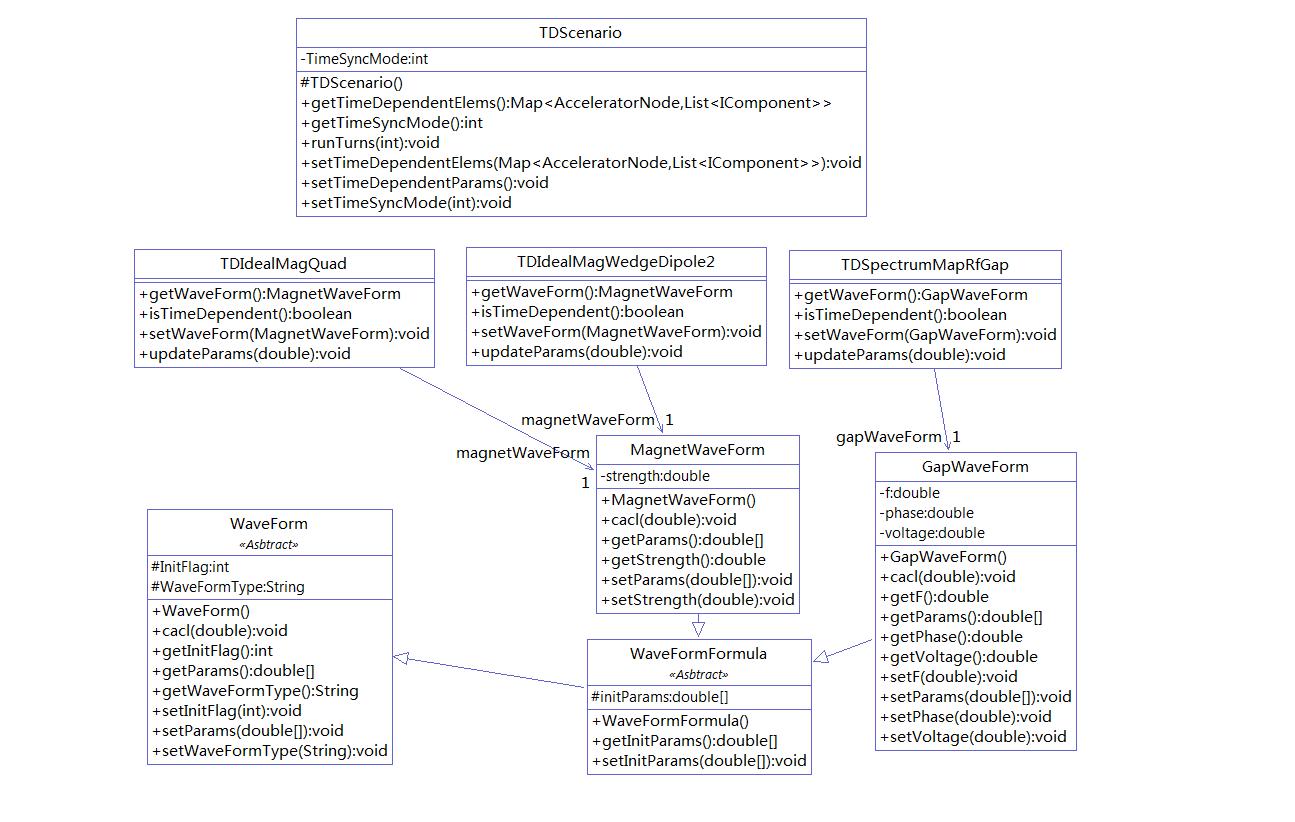 TDScenario
-TimeSyncMode:int
#TDScenario()
+getTimeDependentElems():Map<AcceleratorNode,List<IComponent>>
+getTimeSyncMode():int
+runTurns(int):void
+setTimeDependentElems(Map<AcceleratorNode,List<IComponent>>):void
+setTimeDependentParams():void
+setTimeSyncMode(int):void
TDIdealMagQuad
+getWaveForm():MagnetWaveForm
+isTimeDependent():boolean
+setWaveForm(MagnetWaveForm):void
+updateParams(double):void
TDIdealMagWedgeDipole2
+getWaveForm():MagnetWaveForm
+isTimeDependent():boolean
+setWaveForm(MagnetWaveForm):void
+updateParams(double):void
TDSpectrumMapRfGap
+getWaveForm():GapWaveForm
+isTimeDependent():boolean
+setWaveForm(GapWaveForm):void
+updateParams(double):void
magnetWaveForm 1
magnetWaveForm
1
gapWaveForm 1
MagnetWaveForm
-strength:double
+MagnetWaveForm()
+cacl(double):void
+getParams():double[]
+getStrength():double
+setParams(double[]):void
+setStrength(double):void
GapWaveForm
-f:double
-phase:double
-voltage:double
+GapWaveForm()
+cacl(double):void
+getF():double
+getParams():double[]
+getPhase():double
+getVoltage():double
+setF(double):void
+setParams(double[]):void
+setPhase(double):void
+setVoltage(double):void
WaveForm
«Asbtract»
#InitFlag:int
#WaveFormType:String
+WaveForm()
+cacl(double):void
+getInitFlag():int
+getParams():double[]
+getWaveFormType():String
+setInitFlag(int):void
+setParams(double[]):void
+setWaveFormType(String):void
WaveFormFormula
«Asbtract»
#initParams:double[]
+WaveFormFormula()
+getInitParams():double[]
+setInitParams(double[]):void